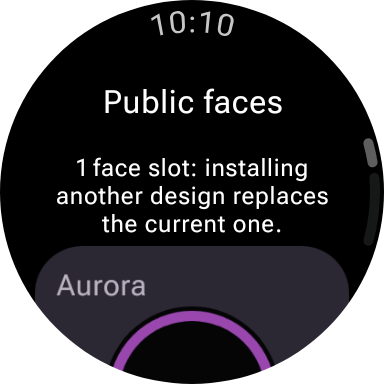 10:10
Public faces
1 face slot: installing
another design replaces
the current one.
Aurora